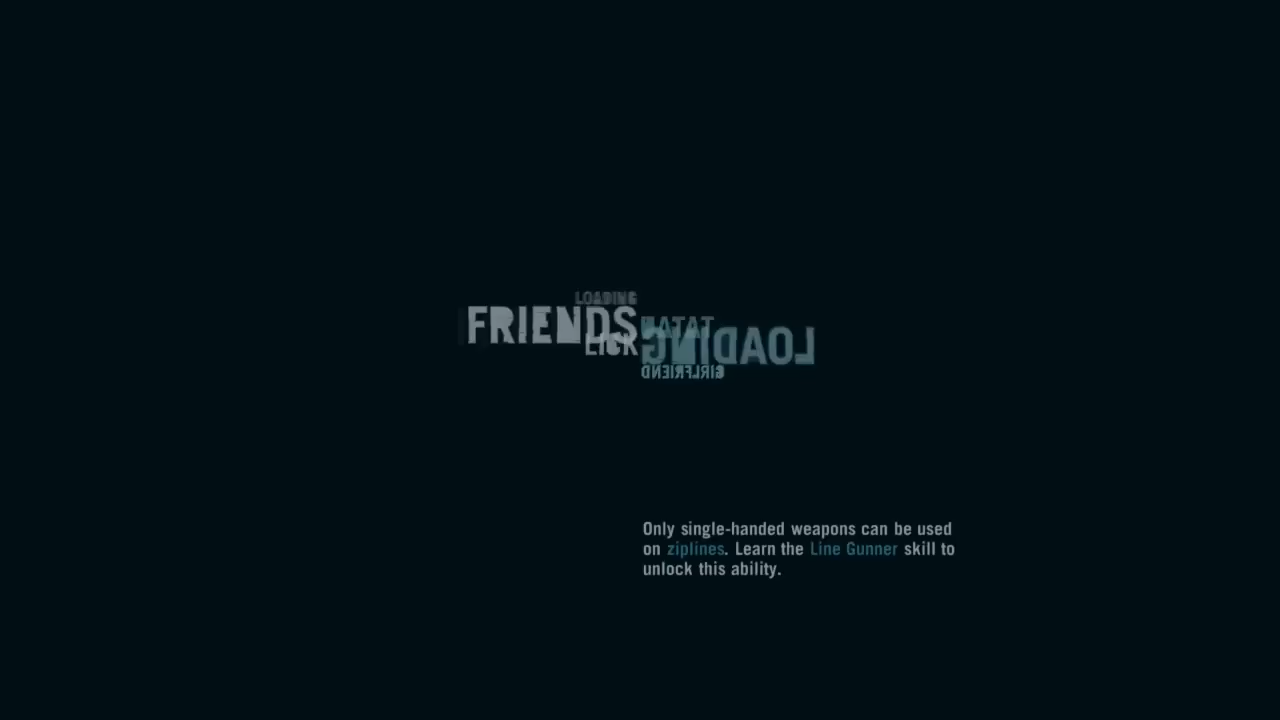 LOADING
FRIENDS
LICK
TATAT
LOADING
GIRLFRIEND
Only single-handed weapons can be used
on ziplines. Learn the Line Gunner skill to
unlock this ability.